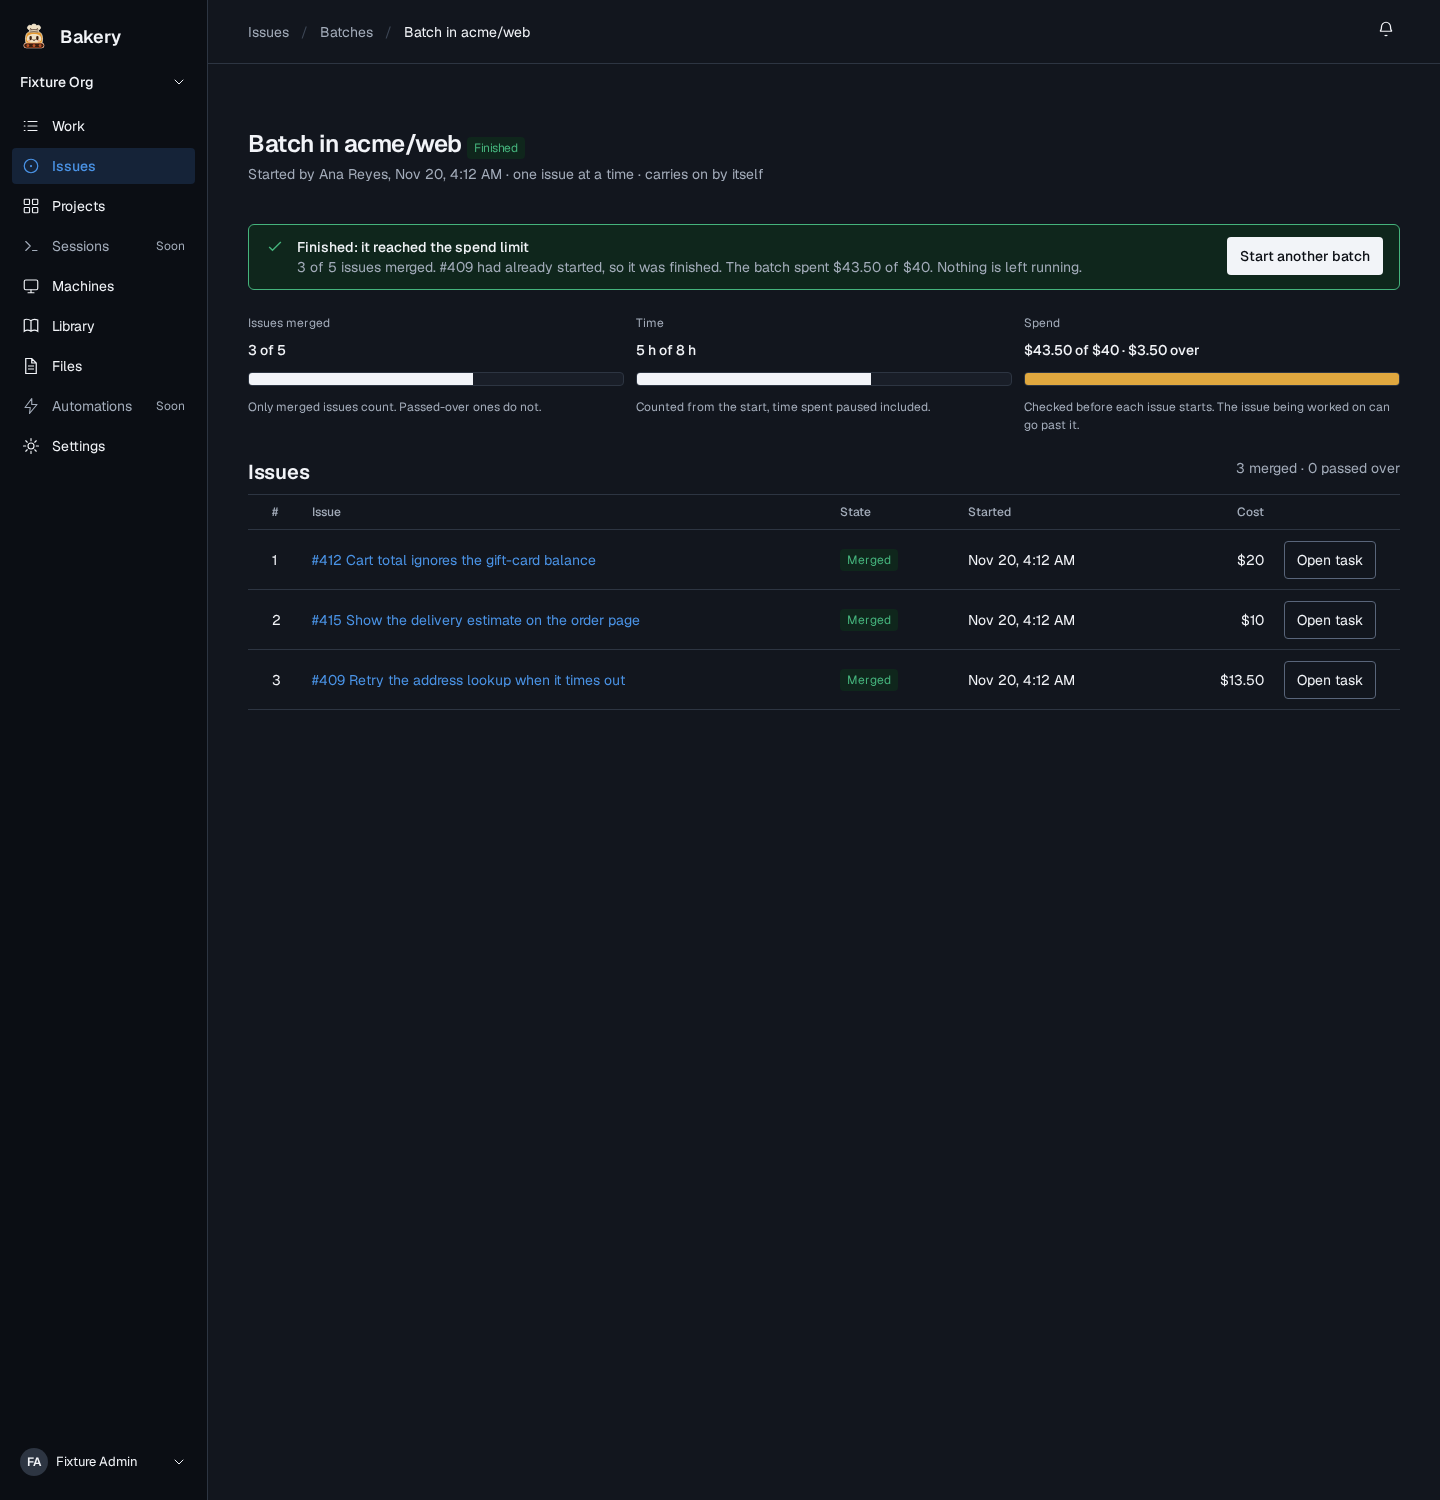 Bakery
Fixture Org
Work
Issues
Projects
Sessions Soon
Machines
Library
Files
Automations Soon
Settings
FA Fixture Admin
Issues / Batches / Batch in acme/web
Batch in acme/web Finished
Started by Ana Reyes, Nov 20, 4:12 AM · one issue at a time · carries on by itself
Finished: it reached the spend limit
3 of 5 issues merged. #409 had already started, so it was finished. The batch spent $43.50 of $40. Nothing is left running.
Start another batch
Issues merged
3 of 5
Only merged issues count. Passed-over ones do not.
Time
5 h of 8 h
Counted from the start, time spent paused included.
Spend
$43.50 of $40 · $3.50 over
Checked before each issue starts. The issue being worked on can
go past it.
Issues
3 merged · 0 passed over
# Issue State Started Cost
1 #412 Cart total ignores the gift-card balance Merged Nov 20, 4:12 AM $20 Open task
2 #415 Show the delivery estimate on the order page Merged Nov 20, 4:12 AM $10 Open task
3 #409 Retry the address lookup when it times out Merged Nov 20, 4:12 AM $13.50 Open task